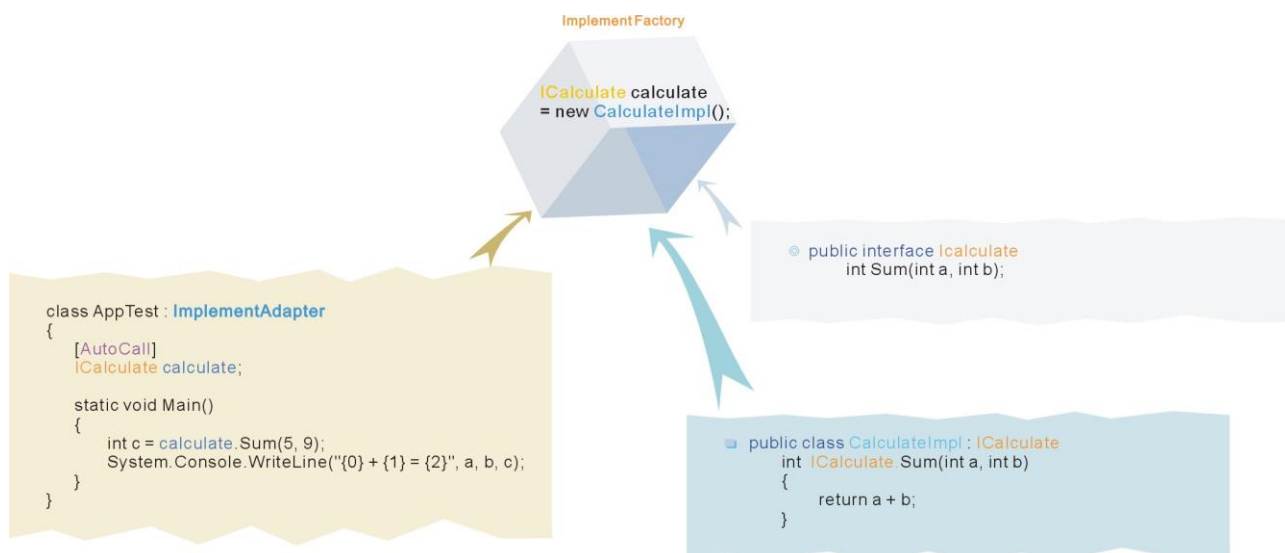 Implement Factory
ICalculate calculate
= new CalculateImpl();
public interface Icalculate
int Sum(int a, int b);
class AppTest : ImplementAdapter
{
[AutoCall]
ICalculate calculate;
static void Main()
{
int c = calculate.Sum(5, 9);
System.Console.WriteLine("{0} + {1} = {2}", a, b, c);
}
}
public class CalculateImpl : ICalculate
int ICalculate.Sum(int a, int b)
{
return a + b;
}